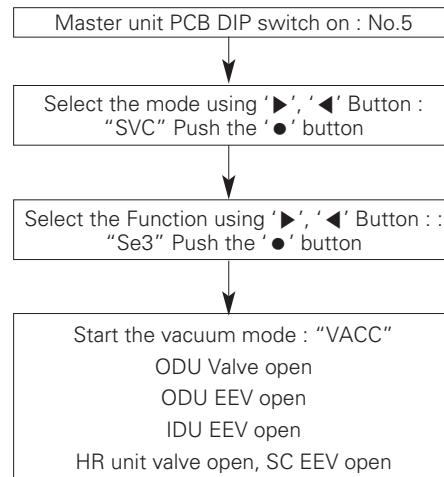 Master unit PCB DIP switch on : No.5
Select the mode using ‘▶’, ‘◀’ Button :
“SVC” Push the ‘●’ button
Select the Function using ‘▶’, ‘◀’ Button : :
“Se3” Push the ‘●’ button
Start the vacuum mode : “VACC”
ODU Valve open
ODU EEV open
IDU EEV open
HR unit valve open, SC EEV open